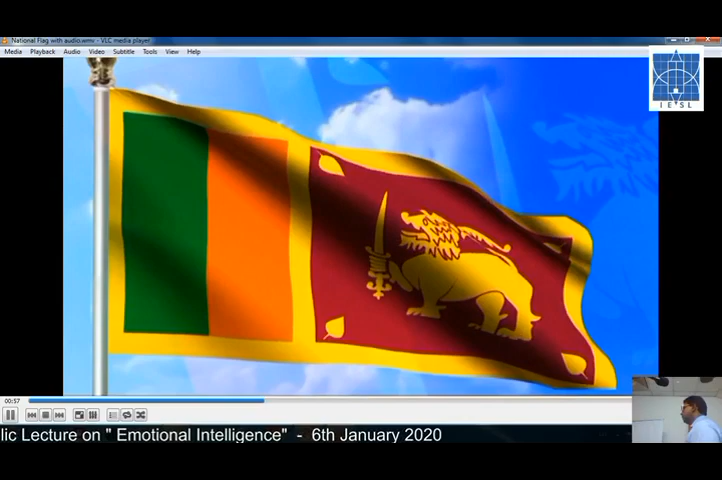 National Flag with audio.wmv - VLC media player
Media Playback Audio Video Subtitle Tools View Help
IESL
00:57
lic Lecture on " Emotional Intelligence" - 6th January 2020